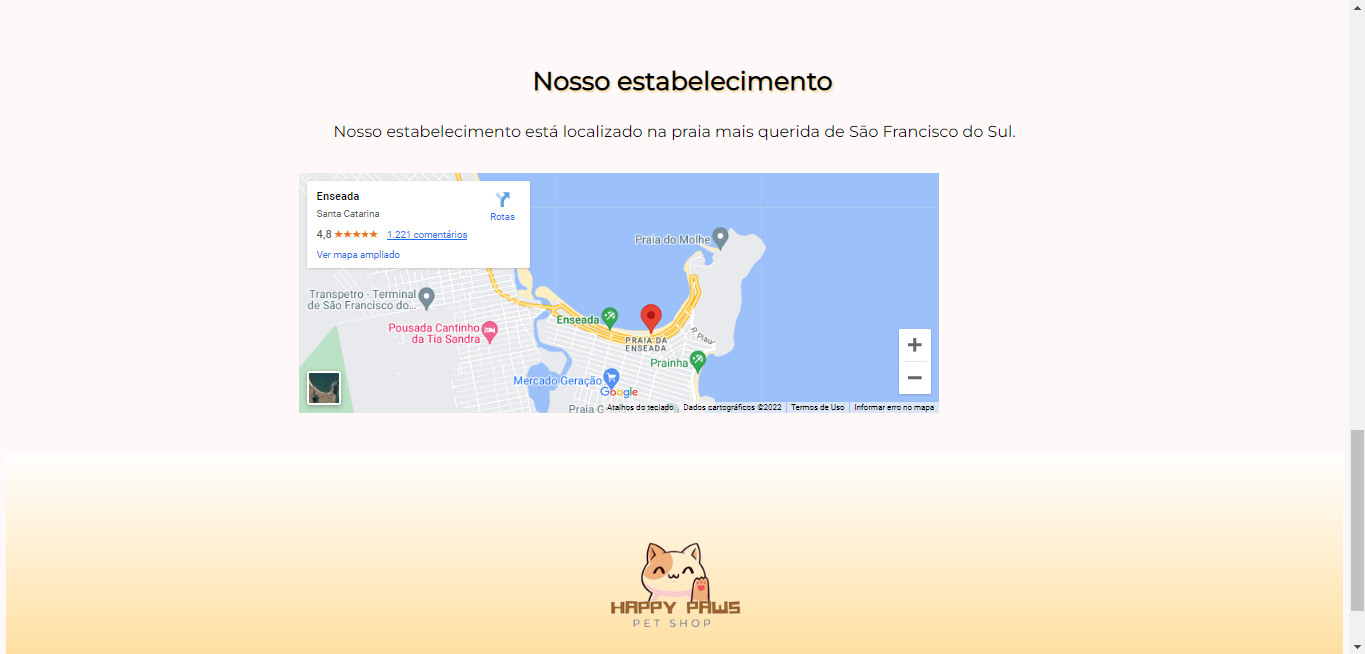 Nosso estabelecimento
Nosso estabelecimento está localizado na praia mais querida de São Francisco do Sul.
Enseada
Santa Catarina
Rotas
4,8 ★★★★★ 1.221 comentários
Ver mapa ampliado
Praia do Molhe
Transpetro - Terminal
de São Francisco do...
Pousada Cantinho
da Tia Sandra
Enseada
PRAIA DA
ENSEADA
R. Piauí
Prainha
Mercado Geração
Google
Praia G
Atalhos do teclado
Dados cartográficos ©2022
Termos de Uso
Informar erro no mapa
HAPPY PAWS
PET SHOP